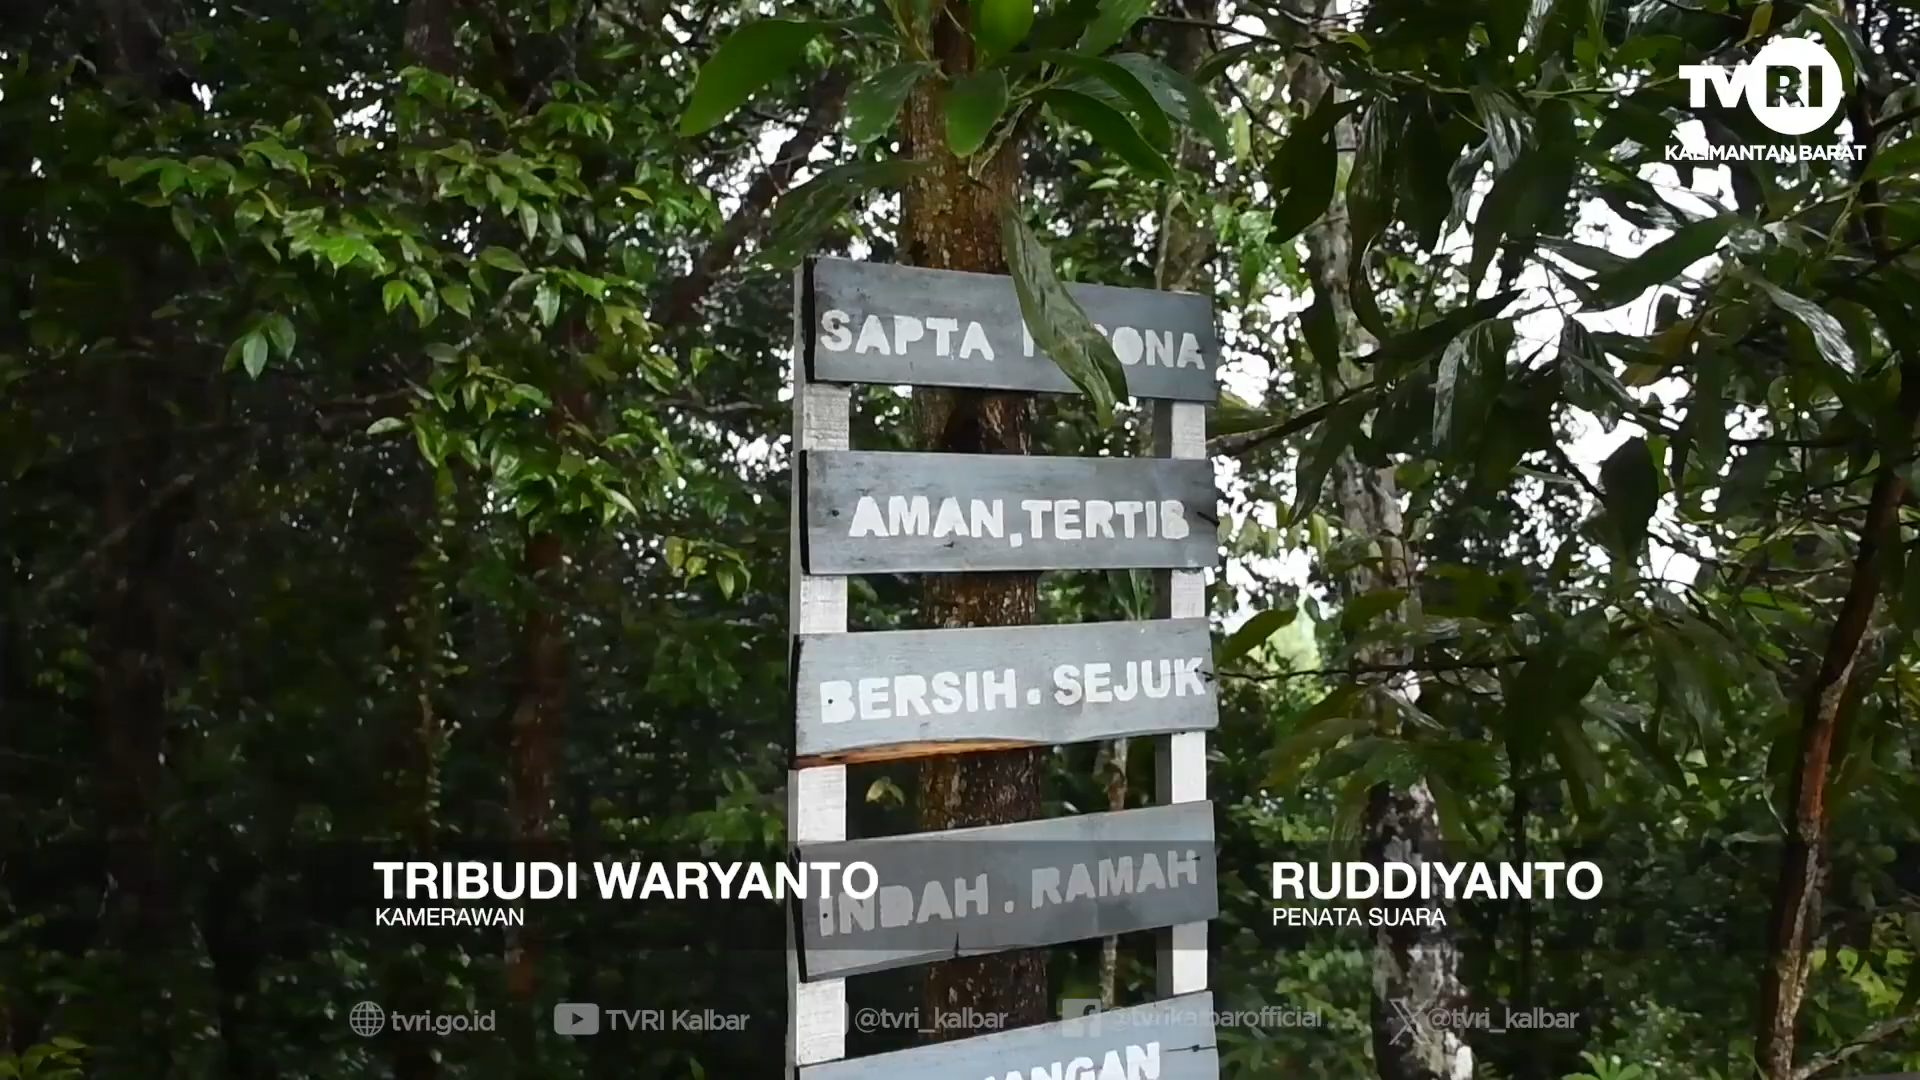 TVRI
KALIMANTAN BARAT
SAPTA
AMAN,TERTIB
BERSIH.SEJUK
INDAH.RAMAH
TRIBUDI WARYANTO
KAMERAWAN
RUDDIYANTO
PENATA SUARA
tvri.go.id
TVRI Kalbar
@tvri_kalbar
@tvrikalbarofficial
@tvri_kalbar